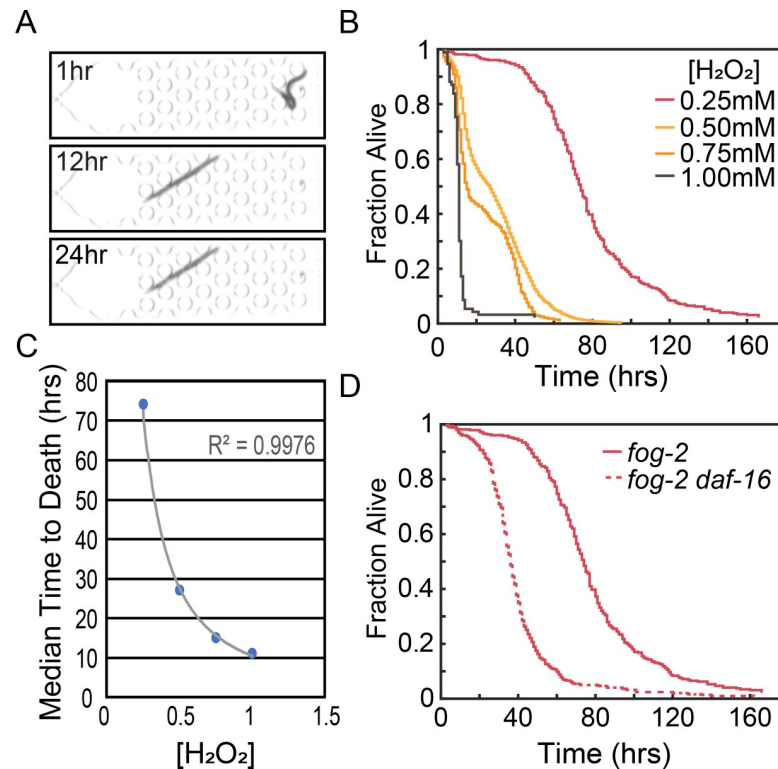 A
1hr
12hr
24hr
B
Fraction Alive
1
0.8
0.6
0.4
0.2
0
[H₂O₂]
0.25mM
0.50mM
0.75mM
1.00mM
0 40 80 120 160
Time (hrs)
C
Median Time to Death (hrs)
80
70
60
50
40
30
20
10
0
R² = 0.9976
0 0.5 1 1.5
[H₂O₂]
D
Fraction Alive
1
0.8
0.6
0.4
0.2
0
fog-2
fog-2 daf-16
0 40 80 120 160
Time (hrs)